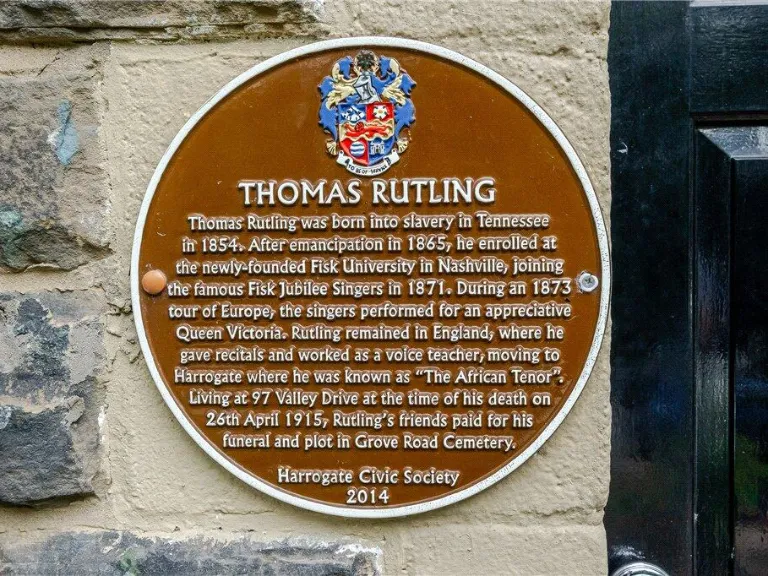 THOMAS RUTLING
Thomas Rutling was born into slavery in Tennessee
in 1854. After emancipation in 1865, he enrolled at
the newly-founded Fisk University in Nashville, joining
the famous Fisk Jubilee Singers in 1871. During an 1873
tour of Europe, the singers performed for an appreciative
Queen Victoria. Rutling remained in England, where he
gave recitals and worked as a voice teacher, moving to
Harrogate where he was known as "The African Tenor".
Living at 97 Valley Drive at the time of his death on
26th April 1915, Rutling's friends paid for his
funeral and plot in Grove Road Cemetery.
Harrogate Civic Society
2014